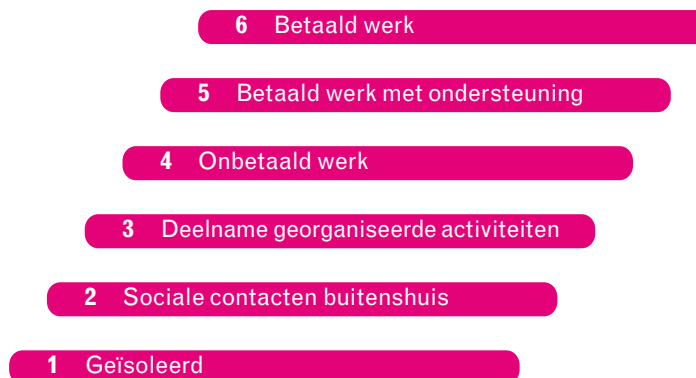 6 Betaald werk
5 Betaald werk met ondersteuning
4 Onbetaald werk
3 Deelname georganiseerde activiteiten
2 Sociale contacten buitenshuis
1 Geïsoleerd